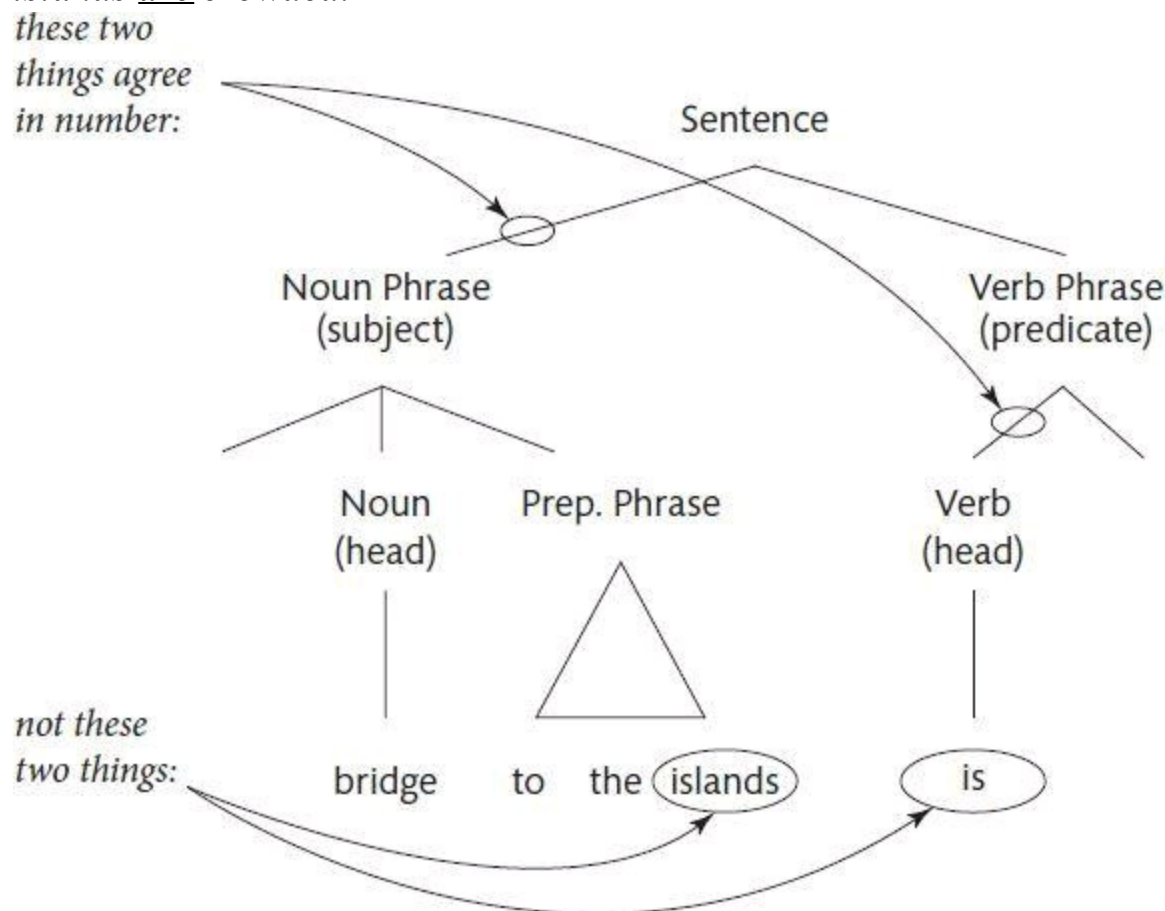 these two
things agree
in number:
Sentence
Noun Phrase
(subject)
Verb Phrase
(predicate)
Noun
(head)
Prep. Phrase
Verb
(head)
not these
two things:
bridge to the islands is